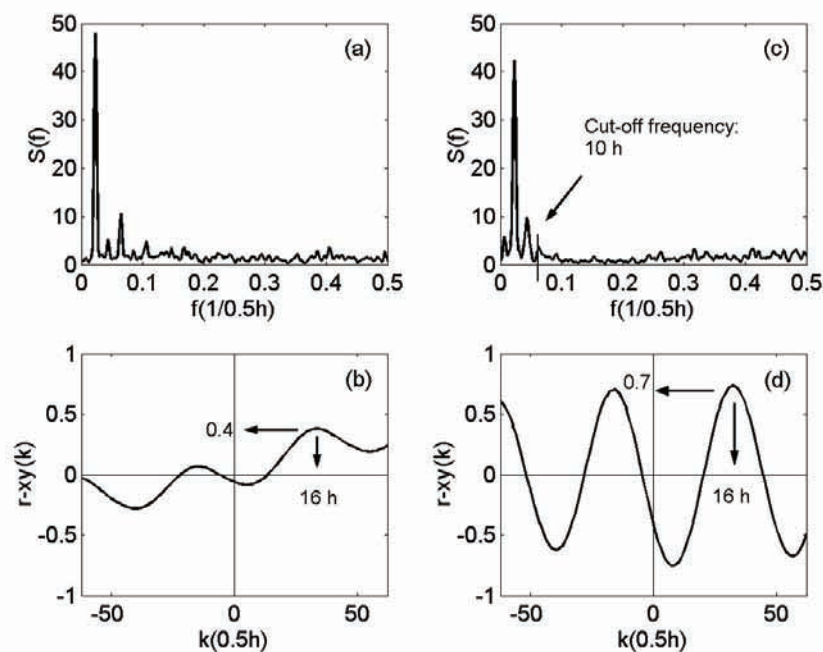 50
40
30
20
10
0
S(f)
(a)
0 0.1 0.2 0.3 0.4 0.5
f(1/0.5h)
50
40
30
20
10
0
S(f)
(c)
Cut-off frequency:
10 h
0 0.1 0.2 0.3 0.4 0.5
f(1/0.5h)
1
0.5
0
-0.5
-1
r-xy(k)
(b)
0.4
16 h
-50 0 50
k(0.5h)
1
0.5
0
-0.5
-1
r-xy(k)
(d)
0.7
16 h
-50 0 50
k(0.5h)